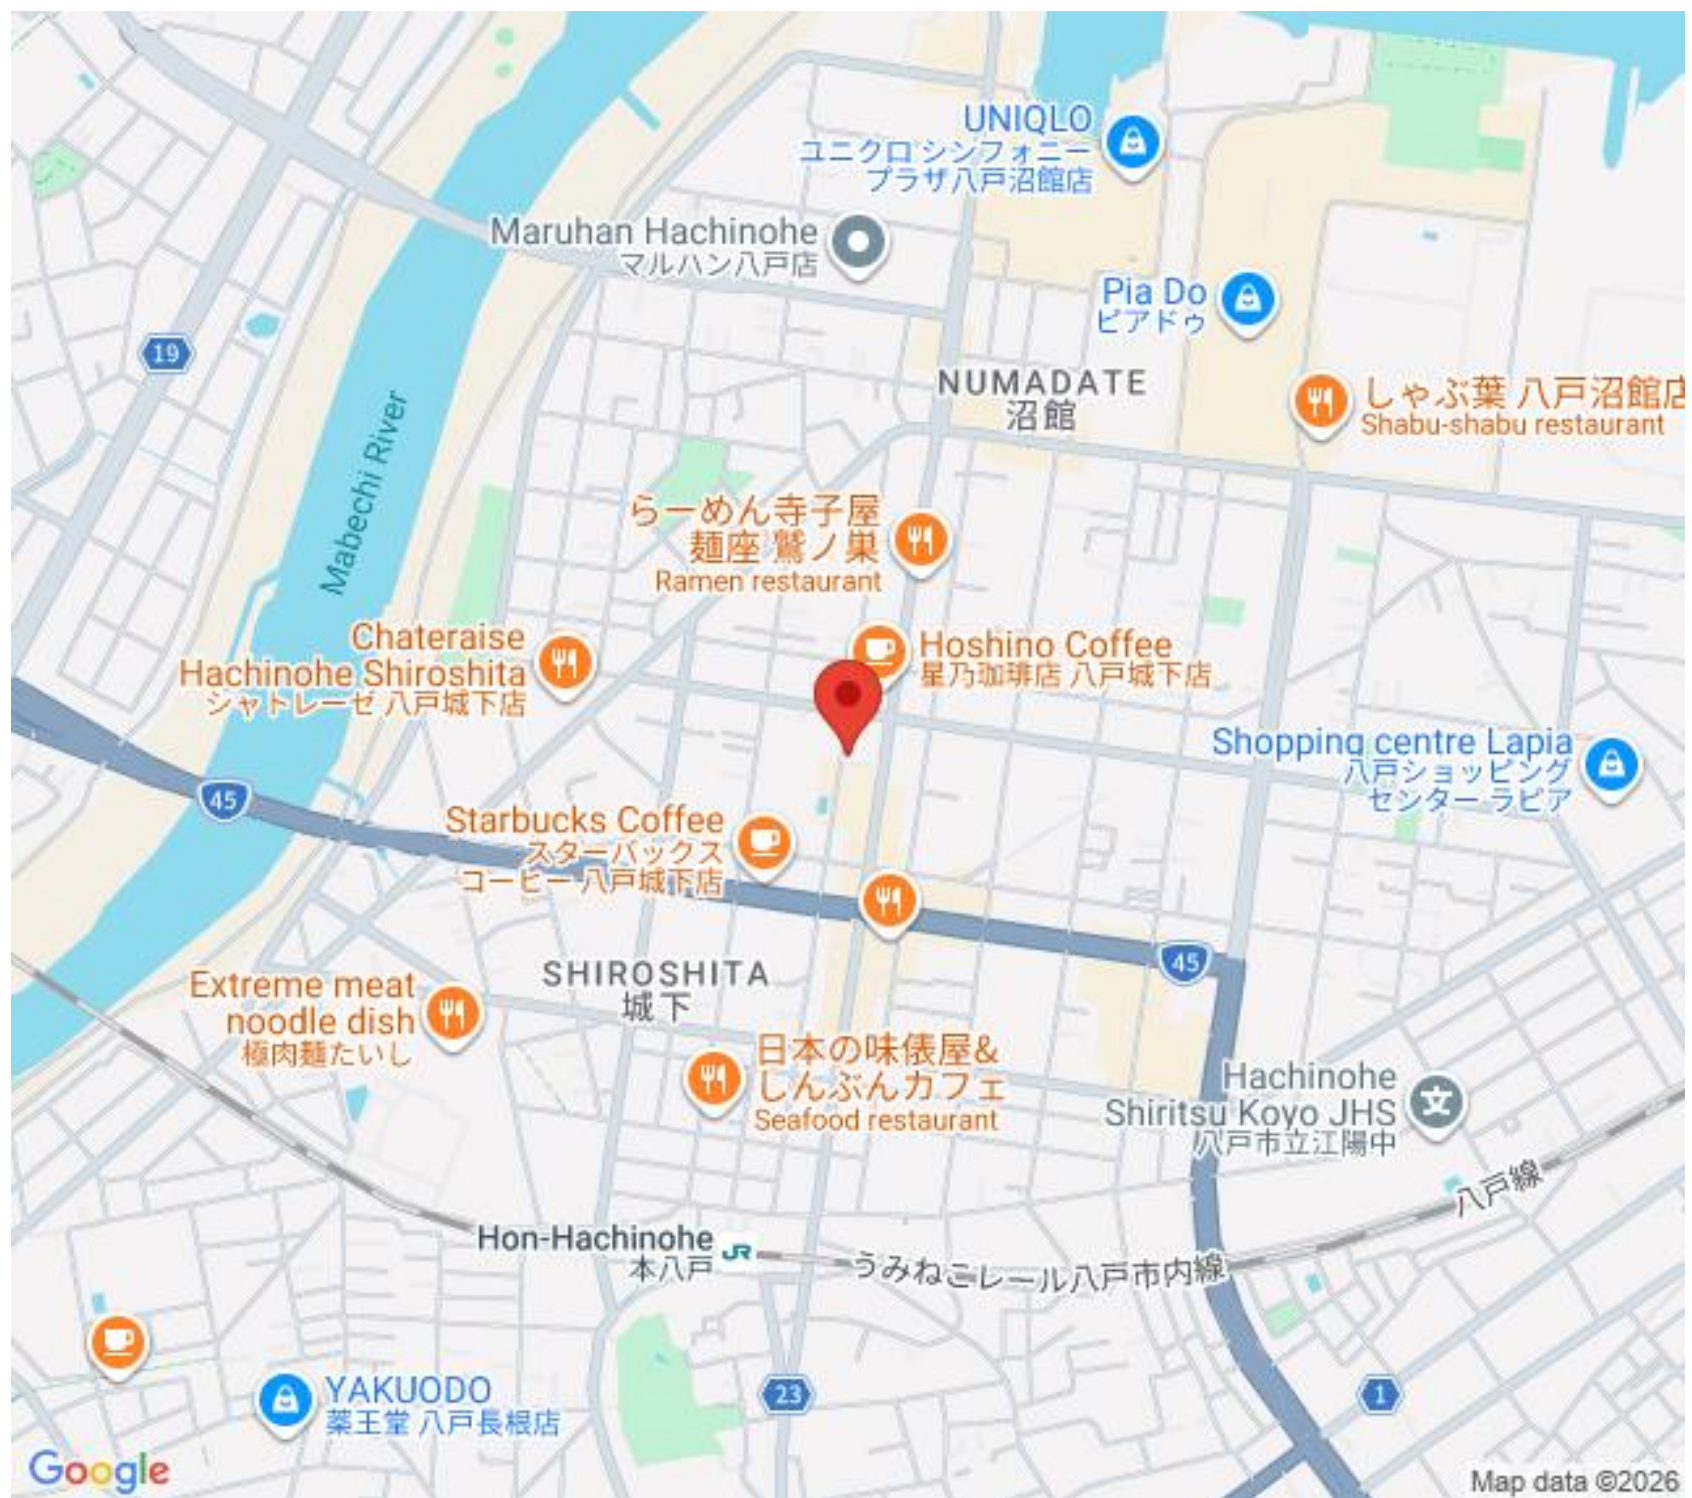 UNIQLO
ユニクロ シンフォニー
プラザ八戸沼館店
Maruhan Hachinohe
マルハン八戸店
Pia Do
ピアドゥ
19
NUMADATE
沼館
しゃぶ葉 八戸沼館店
Shabu-shabu restaurant
Mabechi River
らーめん寺子屋
麺座 鷲ノ巣
Ramen restaurant
Chateraise
Hachinohe Shiroshita
シャトレーゼ 八戸城下店
Hoshino Coffee
星乃珈琲店 八戸城下店
Shopping centre Lapia
八戸ショッピング
センター ラピア
45
Starbucks Coffee
スターバックス
コーヒー 八戸城下店
45
SHIROSHITA
城下
Extreme meat
noodle dish
極肉麺たいし
日本の味俵屋&
しんぶんカフェ
Seafood restaurant
Hachinohe
Shiritsu Koyo JHS
八戸市立江陽中
文
八戸線
Hon-Hachinohe
本八戸
JR
うみねこレール八戸市内線
YAKUODO
薬王堂 八戸長根店
23
1
Google
Map data ©2026